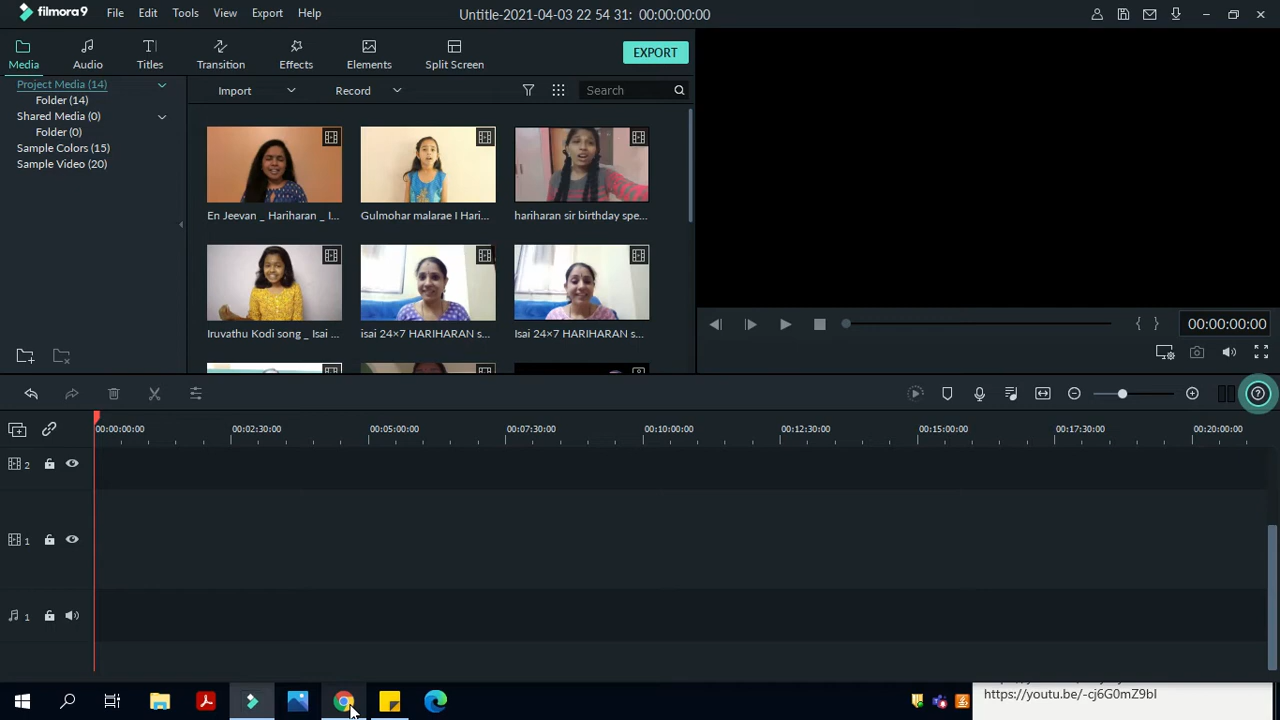 filmora9
File Edit Tools View Export Help
Untitle-2021-04-03 22 54 31: 00:00:00:00
Media Audio Titles Transition Effects Elements Split Screen
EXPORT
Project Media (14)
Folder (14)
Shared Media (0)
Folder (0)
Sample Colors (15)
Sample Video (20)
Import Record Search
En Jeevan _ Hariharan _ I... Gulmohar malarae I Hari... hariharan sir birthday spe...
Iruvathu Kodi song _ Isai ... isai 24×7 HARIHARAN s... Isai 24×7 HARIHARAN s...
{ } 00:00:00:00
00:00:00:00 00:02:30:00 00:05:00:00 00:07:30:00 00:10:00:00 00:12:30:00 00:15:00:00 00:17:30:00 00:20:00:00
2
1
1
https://youtu.be/-cj6G0mZ9bI